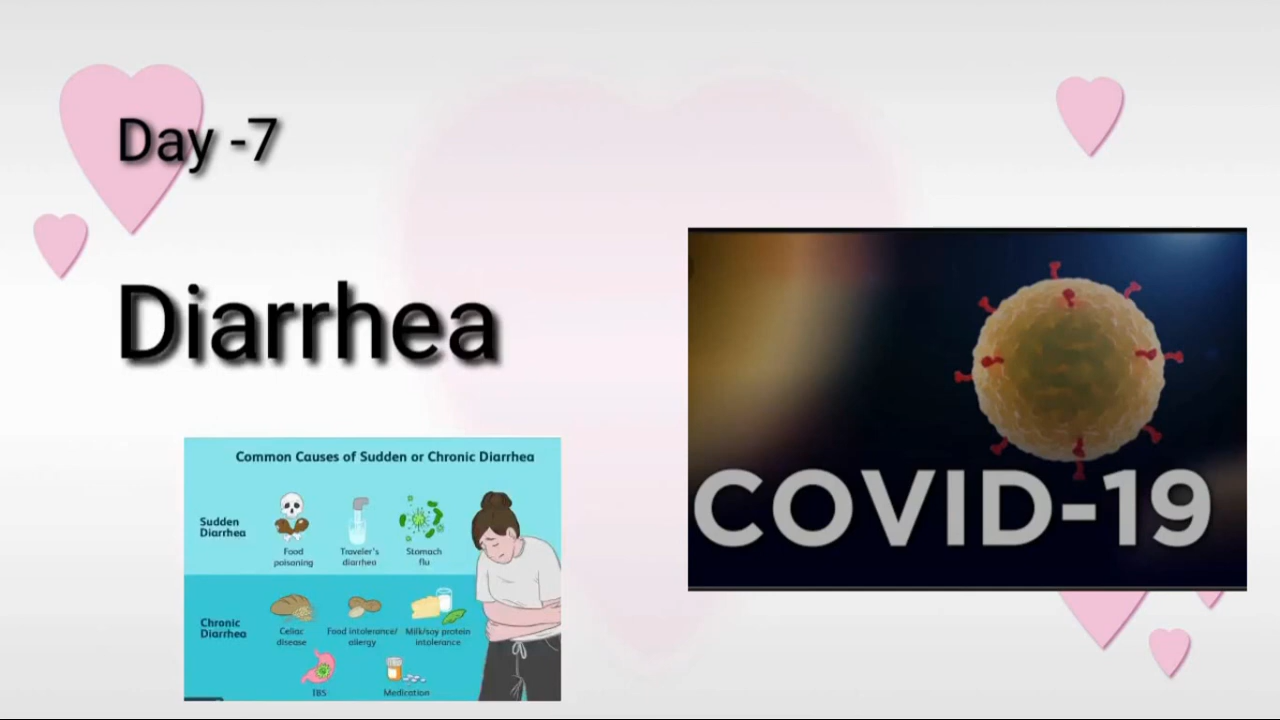 Day -7
Diarrhea
Common Causes of Sudden or Chronic Diarrhea
Sudden
Diarrhea
Food
poisoning
Traveler's
diarrhea
Stomach
flu
Chronic
Diarrhea
Celiac
disease
Food intolerance/
allergy
Milk/soy protein
intolerance
IBS
Medication
COVID-19